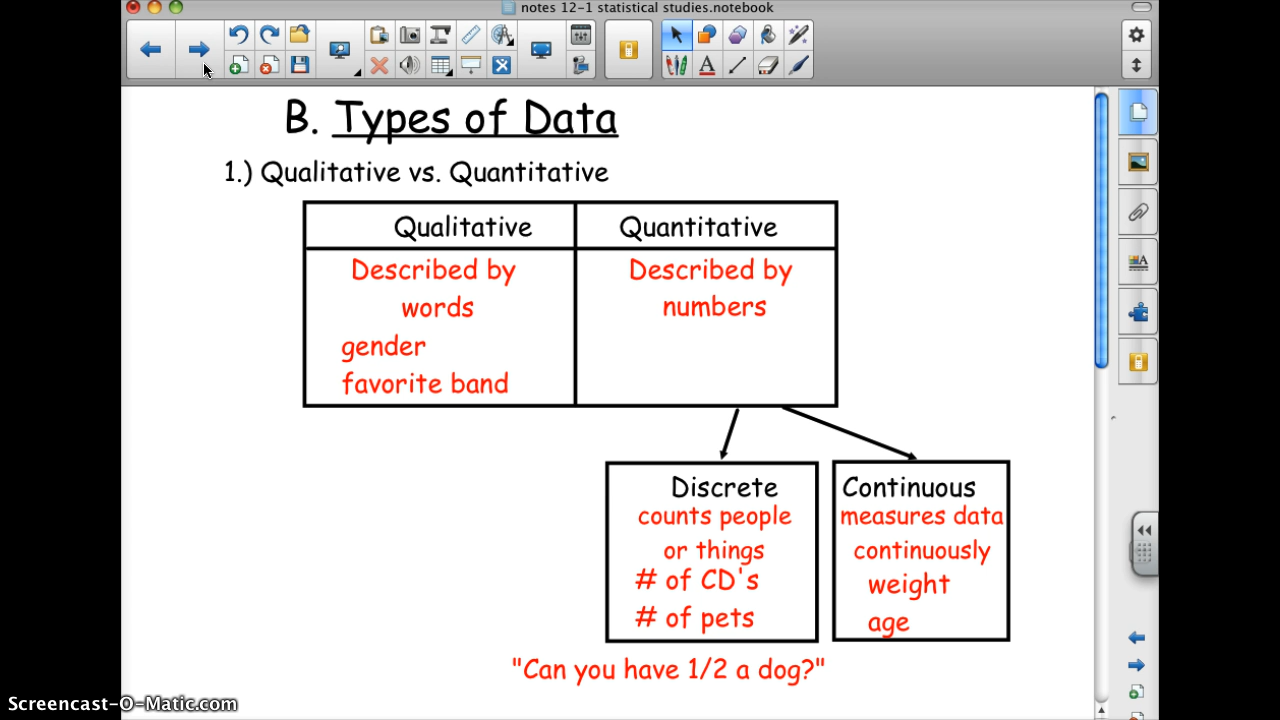 notes 12-1 statistical studies.notebook
B. Types of Data
1.) Qualitative vs. Quantitative
Qualitative
Quantitative
Described by
words
gender
favorite band
Described by
numbers
Discrete
counts people
or things
# of CD's
# of pets
Continuous
measures data
continuously
weight
age
"Can you have 1/2 a dog?"
Screencast-O-Matic.com